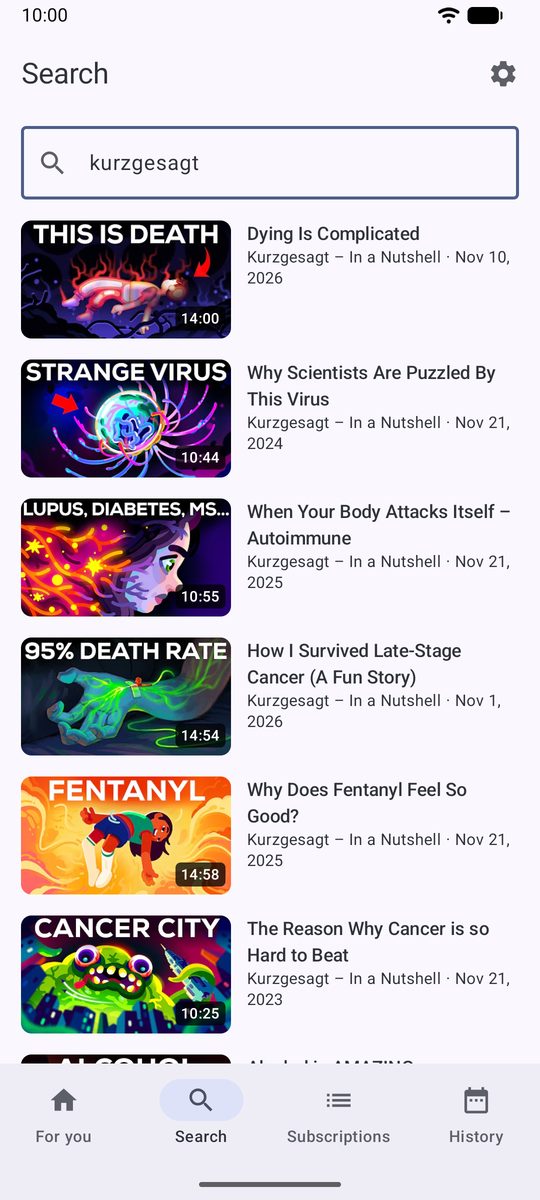 10:00
Search
kurzgesagt
THIS IS DEATH
14:00
Dying Is Complicated
Kurzgesagt – In a Nutshell · Nov 10,
2026
STRANGE VIRUS
10:44
Why Scientists Are Puzzled By
This Virus
Kurzgesagt – In a Nutshell · Nov 21,
2024
LUPUS, DIABETES, MS...
10:55
When Your Body Attacks Itself –
Autoimmune
Kurzgesagt – In a Nutshell · Nov 21,
2025
95% DEATH RATE
14:54
How I Survived Late-Stage
Cancer (A Fun Story)
Kurzgesagt – In a Nutshell · Nov 1,
2026
FENTANYL
14:58
Why Does Fentanyl Feel So
Good?
Kurzgesagt – In a Nutshell · Nov 21,
2025
CANCER CITY
10:25
The Reason Why Cancer is so
Hard to Beat
Kurzgesagt – In a Nutshell · Nov 21,
2023
ALCOHOL
Alcohol is AMAZING
For you
Search
Subscriptions
History